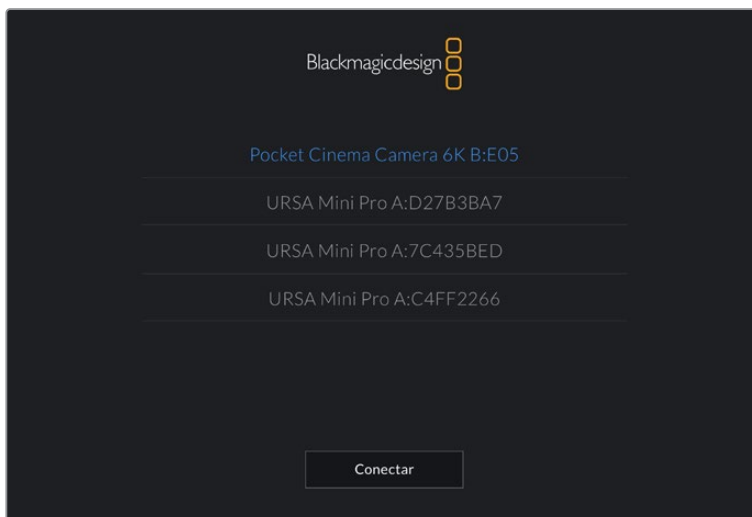 Blackmagicdesign
Pocket Cinema Camera 6K B:E05
URSA Mini Pro A:D27B3BA7
URSA Mini Pro A:7C435BED
URSA Mini Pro A:C4FF2266
Conectar